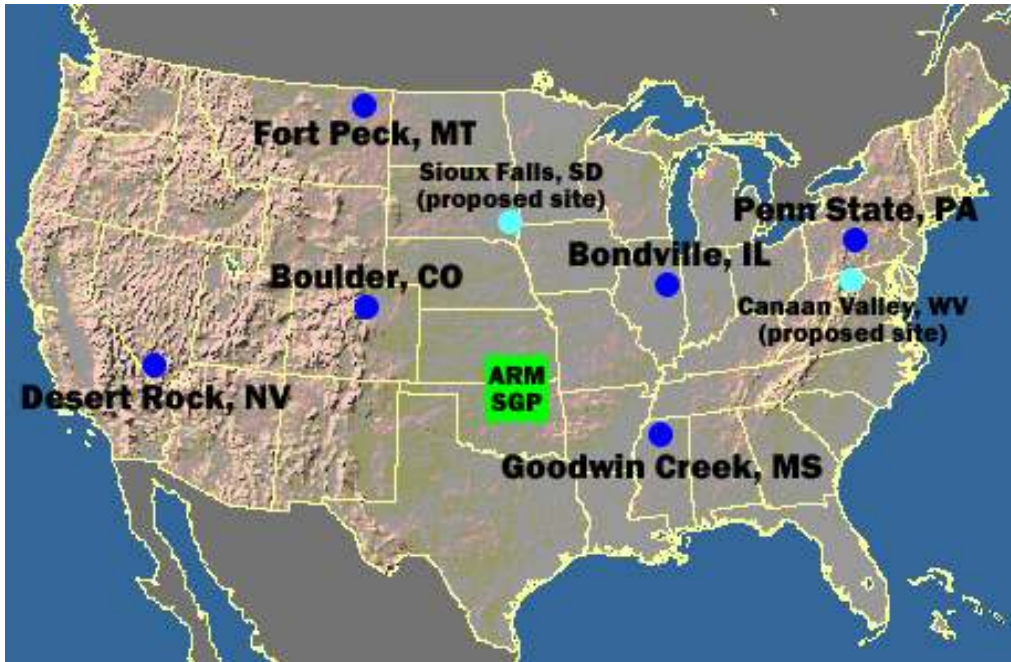 Fort Peck, MT
Sioux Falls, SD
(proposed site)
Penn State, PA
Bondville, IL
Boulder, CO
Canaan Valley, WV
(proposed site)
ARM
SGP
Desert Rock, NV
Goodwin Creek, MS